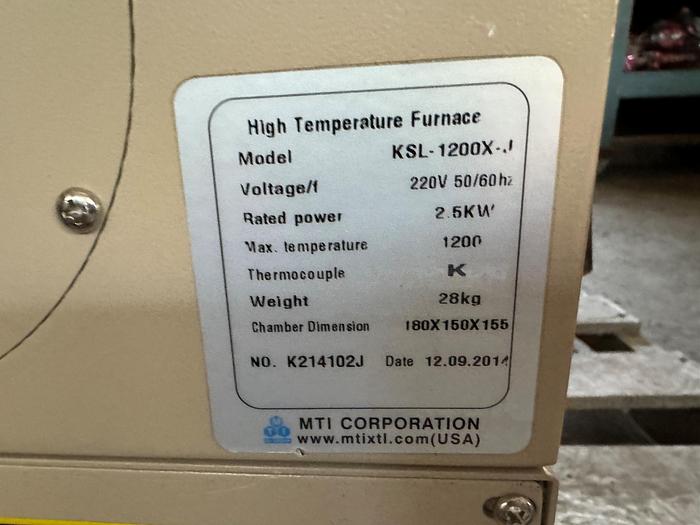 High Temperature Furnace
Model KSL-1200X-J
Voltage/f 220V 50/60hz
Rated power 2.5KW
Max. temperature 1200
Thermocouple K
Weight 28kg
Chamber Dimension 180X150X155
NO. K214102J Date 12.09.2014
MTI CORPORATION
www.mtixtl.com(USA)